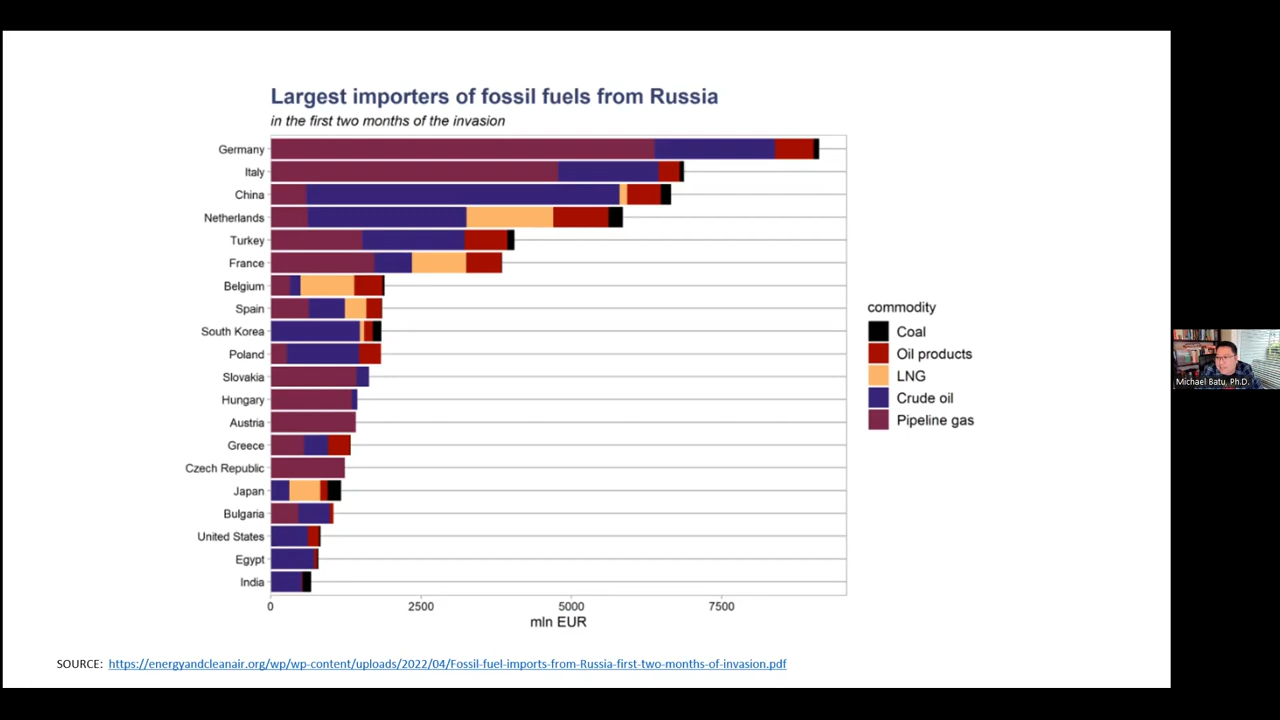 Largest importers of fossil fuels from Russia
in the first two months of the invasion
Germany
Italy
China
Netherlands
Turkey
France
Belgium
Spain
South Korea
Poland
Slovakia
Hungary
Austria
Greece
Czech Republic
Japan
Bulgaria
United States
Egypt
India
0 2500 5000 7500
mln EUR
commodity
Coal
Oil products
LNG
Crude oil
Pipeline gas
Michael Batu, Ph.D.
SOURCE: https://energyandcleanair.org/wp/wp-content/uploads/2022/04/Fossil-fuel-imports-from-Russia-first-two-months-of-invasion.pdf